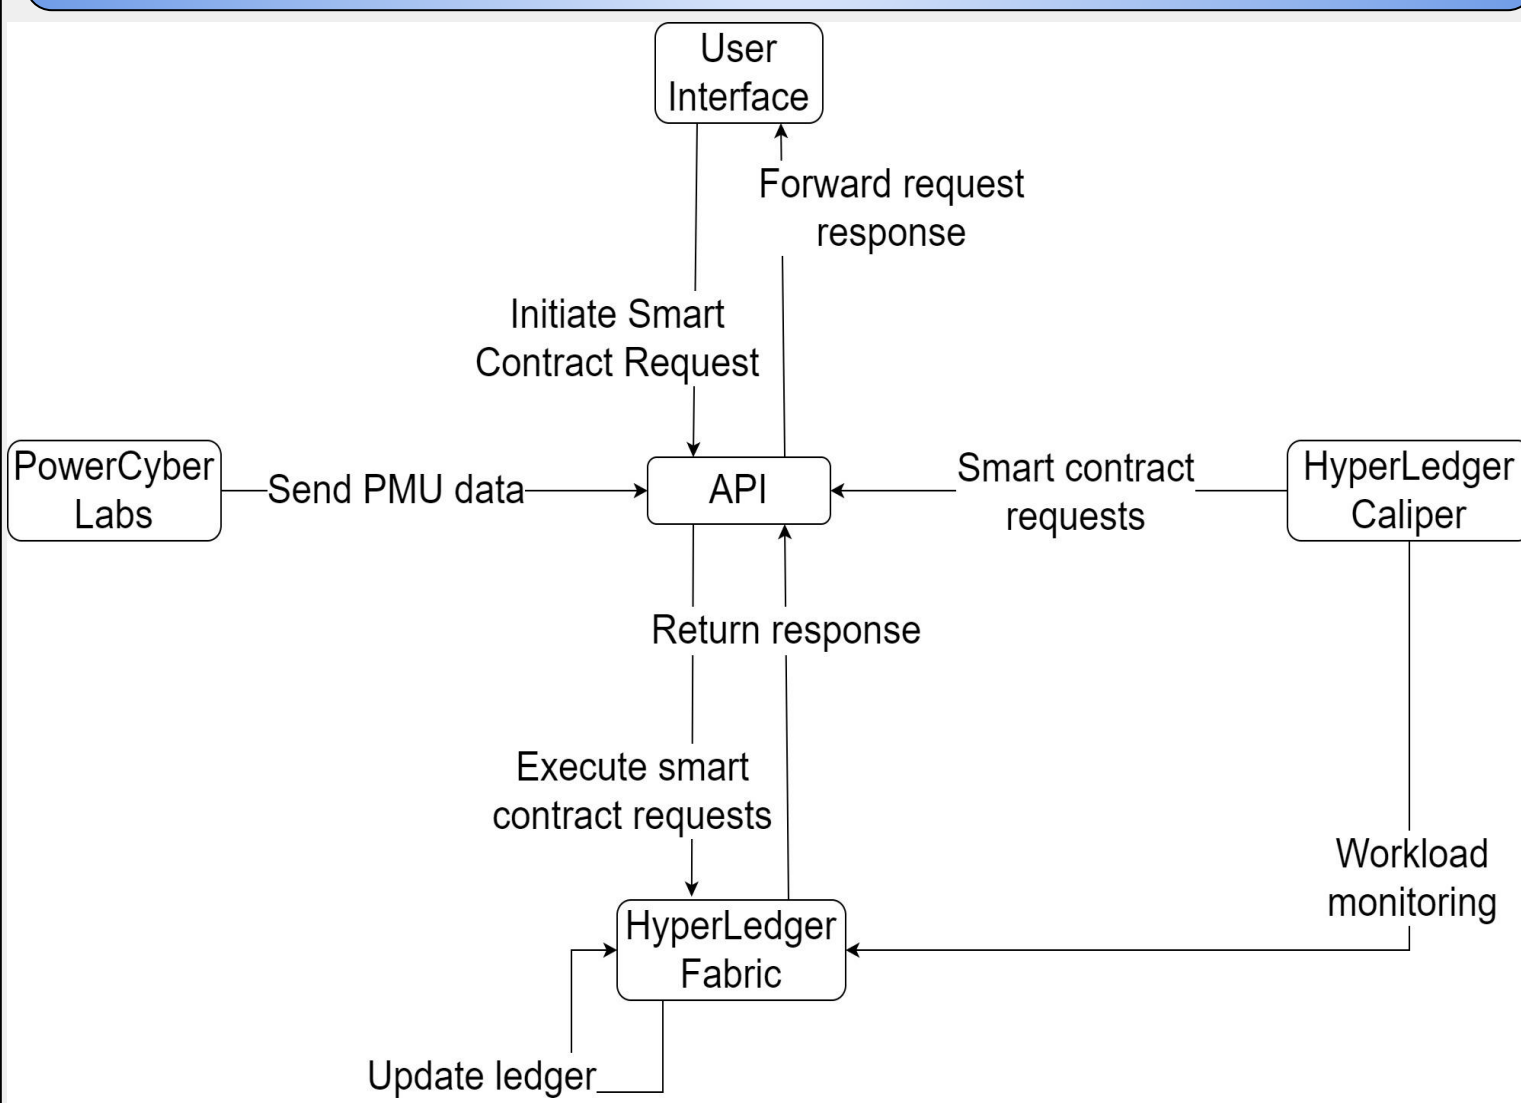 User
Interface
Forward request
response
Initiate Smart
Contract Request
PowerCyber
Labs
Send PMU data
API
Smart contract
requests
HyperLedger
Caliper
Return response
Execute smart
contract requests
Workload
monitoring
HyperLedger
Fabric
Update ledger